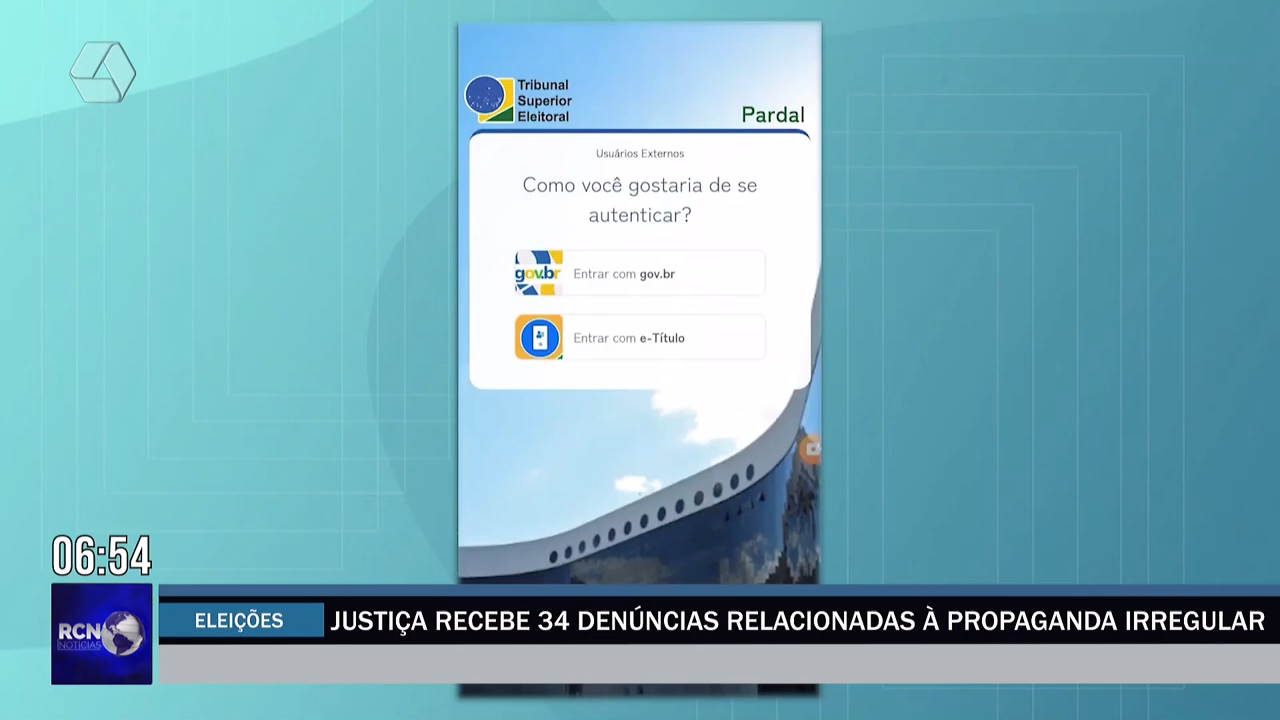 Tribunal
Superior
Eleitoral
Pardal
Usuários Externos
Como você gostaria de se
autenticar?
gov.br
Entrar com gov.br
Entrar com e-Título
06:54
RCN
NOTÍCIAS
ELEIÇÕES
JUSTIÇA RECEBE 34 DENÚNCIAS RELACIONADAS À PROPAGANDA IRREGULAR